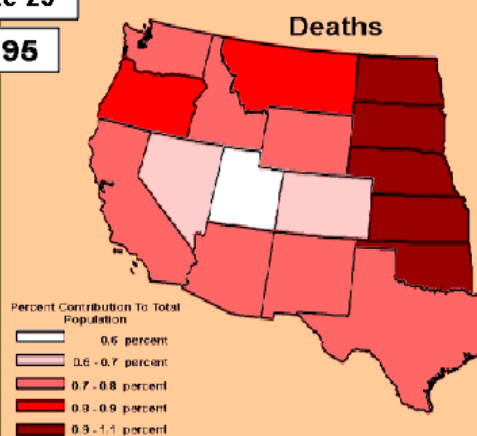 Deaths
95
Percent Contribution To Total
Population
0.6 percent
0.6 - 0.7 percent
0.7 - 0.8 percent
0.8 - 0.9 percent
0.9 - 1.1 percent